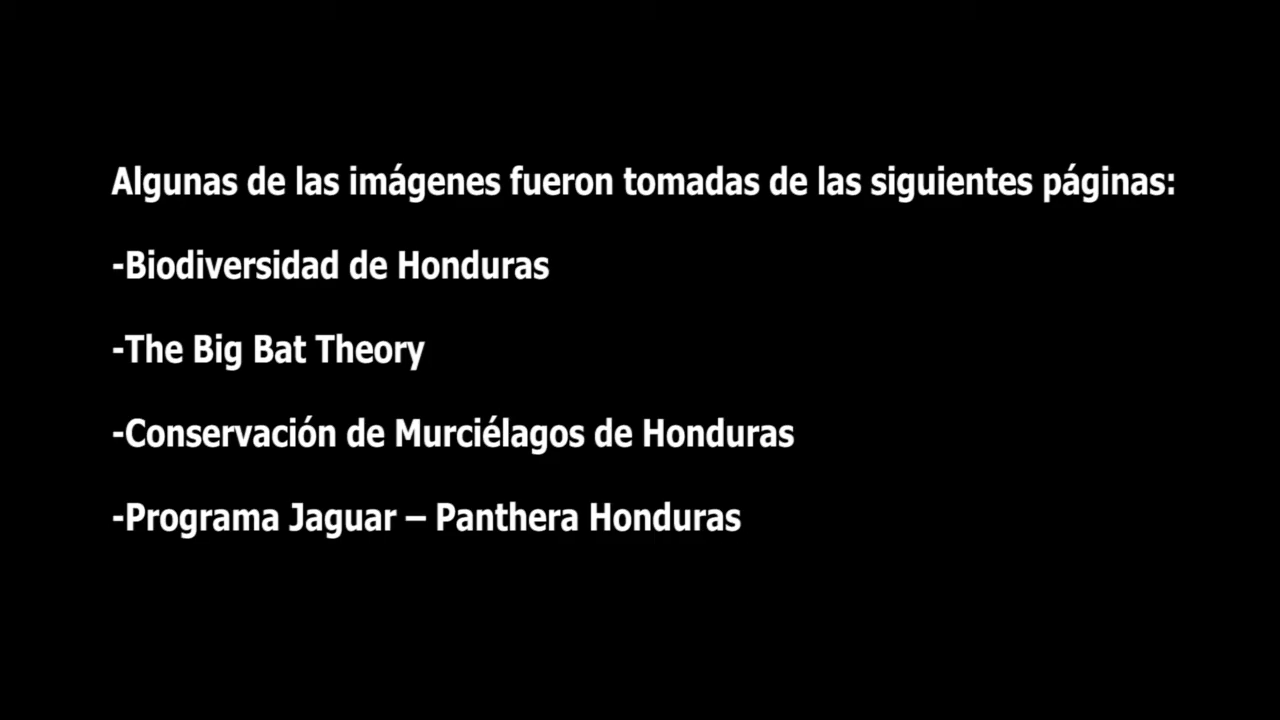 Algunas de las imágenes fueron tomadas de las siguientes páginas:
-Biodiversidad de Honduras
-The Big Bat Theory
-Conservación de Murciélagos de Honduras
-Programa Jaguar – Panthera Honduras